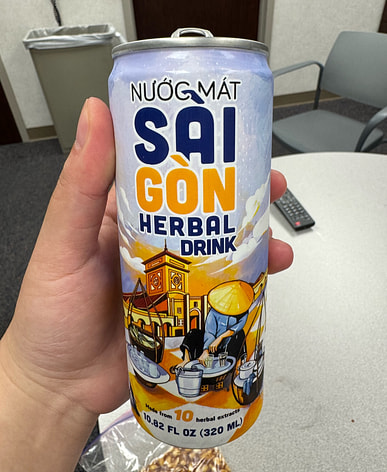 NƯỚC MÁT
SÀI
GÒN
HERBAL
DRINK
Made from 10 herbal extracts
10.82 FL OZ (320 ML)